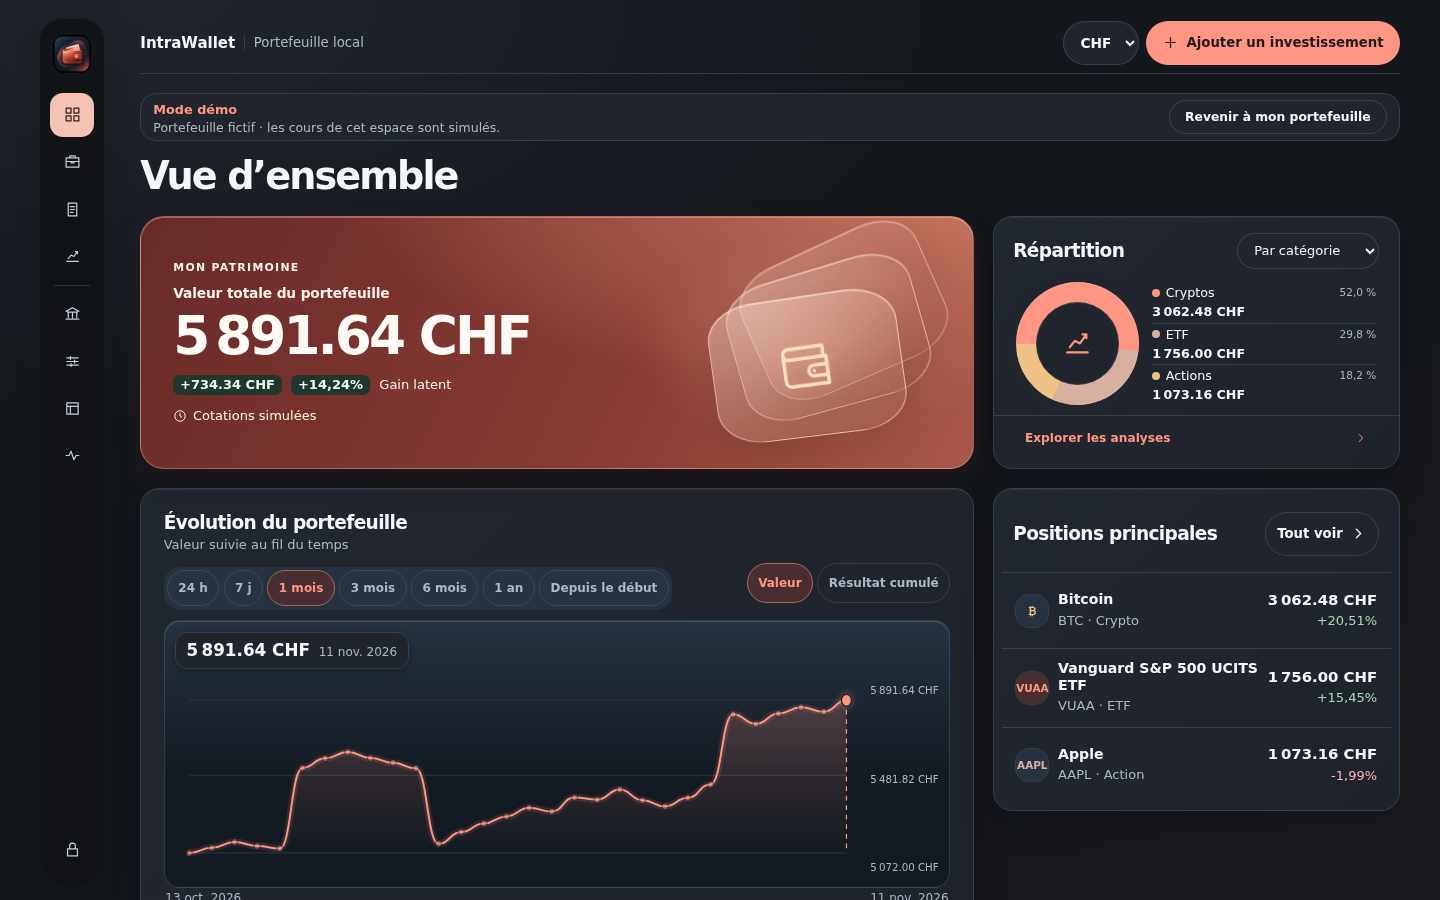 IntraWallet
Portefeuille local
CHF
Ajouter un investissement
Mode démo
Portefeuille fictif · les cours de cet espace sont simulés.
Revenir à mon portefeuille
Vue d’ensemble
MON PATRIMOINE
Valeur totale du portefeuille
5 891.64 CHF
+734.34 CHF +14,24% Gain latent
Cotations simulées
Répartition
Par catégorie
Cryptos 52,0 %
3 062.48 CHF
ETF 29,8 %
1 756.00 CHF
Actions 18,2 %
1 073.16 CHF
Explorer les analyses
Évolution du portefeuille
Valeur suivie au fil du temps
24 h 7 j 1 mois 3 mois 6 mois 1 an Depuis le début
Valeur Résultat cumulé
5 891.64 CHF 11 nov. 2026
5 891.64 CHF
5 481.82 CHF
5 072.00 CHF
13 oct. 2026 11 nov. 2026
Positions principales
Tout voir
Bitcoin
BTC · Crypto
3 062.48 CHF
+20,51%
VUAA
Vanguard S&P 500 UCITS
ETF
VUAA · ETF
1 756.00 CHF
+15,45%
AAPL
Apple
AAPL · Action
1 073.16 CHF
-1,99%